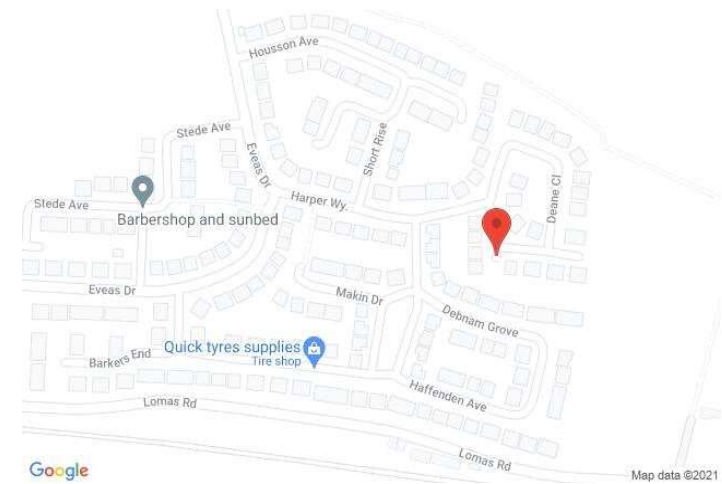 Housson Ave
Stede Ave
Eveas Dr
Short Rise
Deane Cl
Stede Ave
Harper Wy.
Barbershop and sunbed
Eveas Dr
Makin Dr
Debnam Grove
Quick tyres supplies
Tire shop
Barkers End
Haffenden Ave
Lomas Rd
Lomas Rd
Google
Map data ©2021